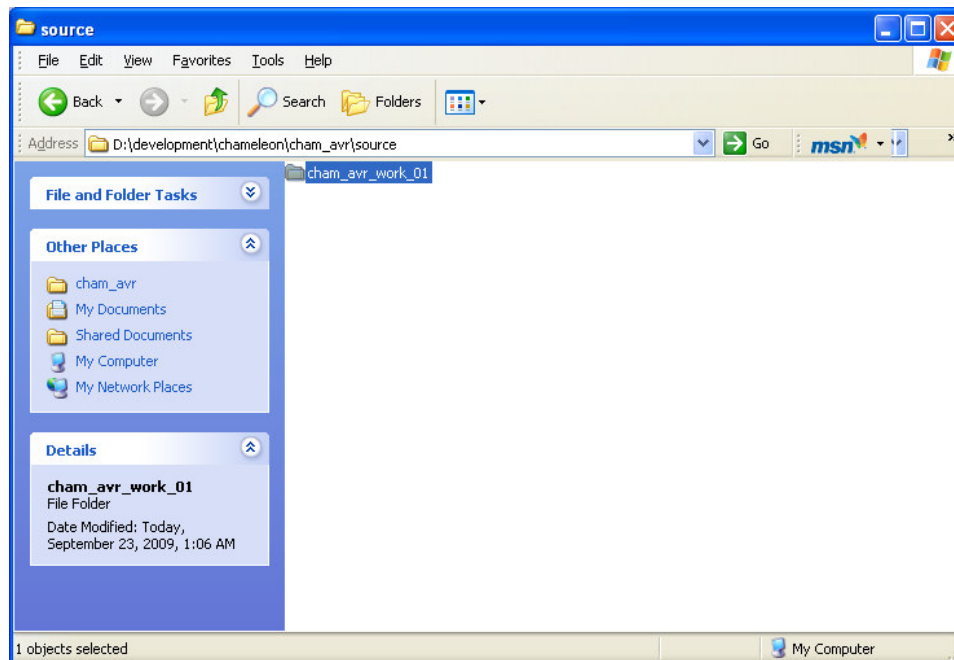 source
File Edit View Favorites Tools Help
Back Search Folders
Address D:\development\chameleon\cham_avr\source Go msn »
cham_avr_work_01
File and Folder Tasks
Other Places
cham_avr
My Documents
Shared Documents
My Computer
My Network Places
Details
cham_avr_work_01
File Folder
Date Modified: Today,
September 23, 2009, 1:06 AM
1 objects selected My Computer